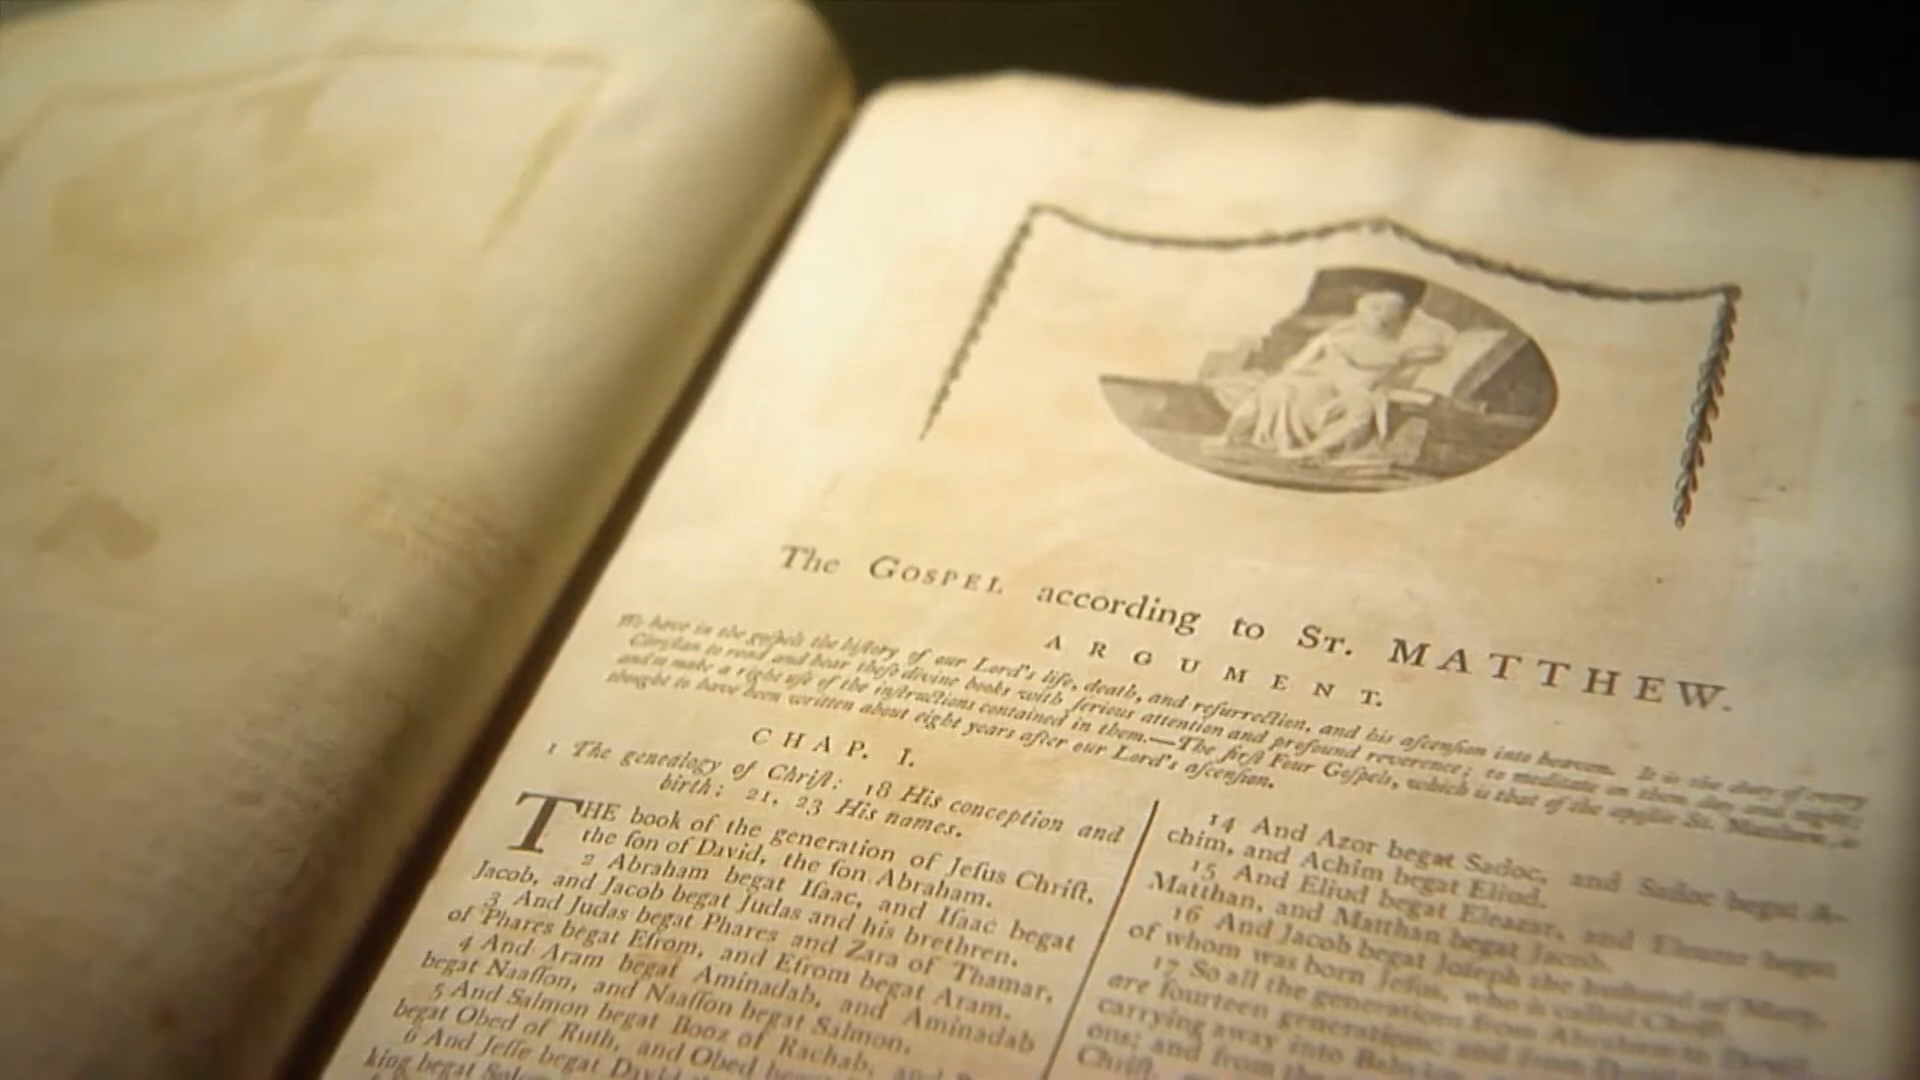 The GOSPEL according to ST. MATTHEW.
ARGUMENT.
We have in the goſpels the hiſtory of our Lord's life, death, and reſurrection, and his aſcenſion into heaven. It is the duty of every
Chriſtian to read and hear theſe divine books with ſerious attention and profound reverence; to meditate on them day and night;
and to make a right uſe of the inſtructions contained in them.—The firſt Four Goſpels, which is that of the apoſtle St. Matthew, is
thought to have been written about eight years after our Lord's aſcenſion.
CHAP. I.
1 The genealogy of Chriſt: 18 His conception and
birth: 21, 23 His names.
THE book of the generation of Jeſus Chriſt,
the ſon of David, the ſon Abraham.
2 Abraham begat Iſaac, and Iſaac begat
Jacob, and Jacob begat Judas and his brethren.
3 And Judas begat Phares and Zara of Thamar,
of Phares begat Eſrom, and Eſrom begat Aram.
4 And Aram begat Aminadab, and Aminadab
begat Naaſſon, and Naaſſon begat Salmon.
5 And Salmon begat Booz of Rachab, and
begat Obed of Ruth, and Obed
6 And Jeſſe begat David
king begat
14 And Azor begat Sadoc, and Sadoc begat A-
chim, and Achim begat Eliud.
15 And Eliud begat Eleazar, and Eleazar begat
Matthan, and Matthan begat Jacob.
16 And Jacob begat Joſeph the husband of Mary,
of whom was born Jeſus, who is called Chriſt.
17 So all the generations from Abraham to David
are fourteen generations; and from David
carrying away into Babylon
ons; and from the
Chriſt,